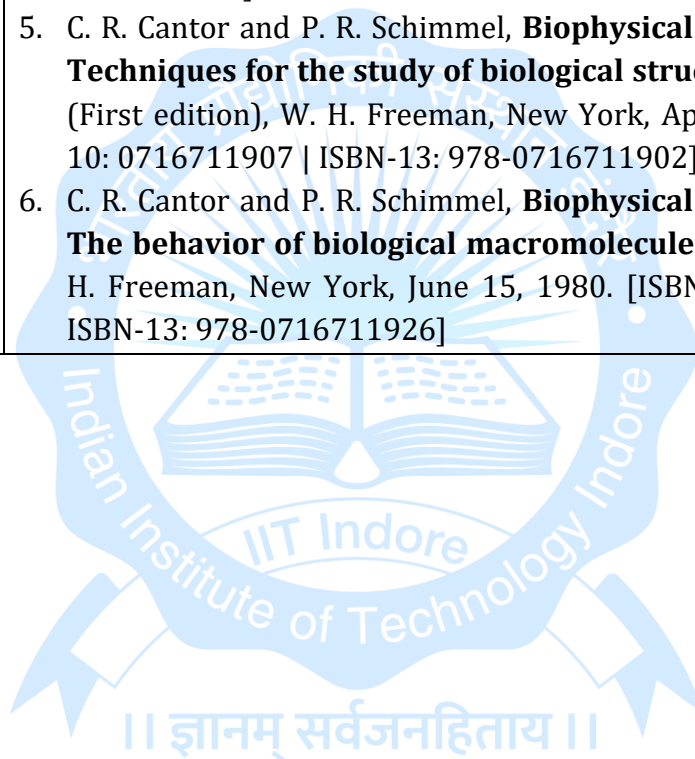 5. C. R. Cantor and P. R. Schimmel, Biophysical
Techniques for the study of biological
(First edition), W. H. Freeman, New York,
10: 0716711907 | ISBN-13: 978-0716711902]
6. C. R. Cantor and P. R. Schimmel, Biophysical
The behavior of biological macromolecule
H. Freeman, New York, June 15, 1980. [ISBN
ISBN-13: 978-0716711926]
भारतीय प्रौद्योगिकी संस्थान इंदौर
Indian Institute of Technology Indore
IIT Indore
।। ज्ञानम् सर्वजनहिताय ।।